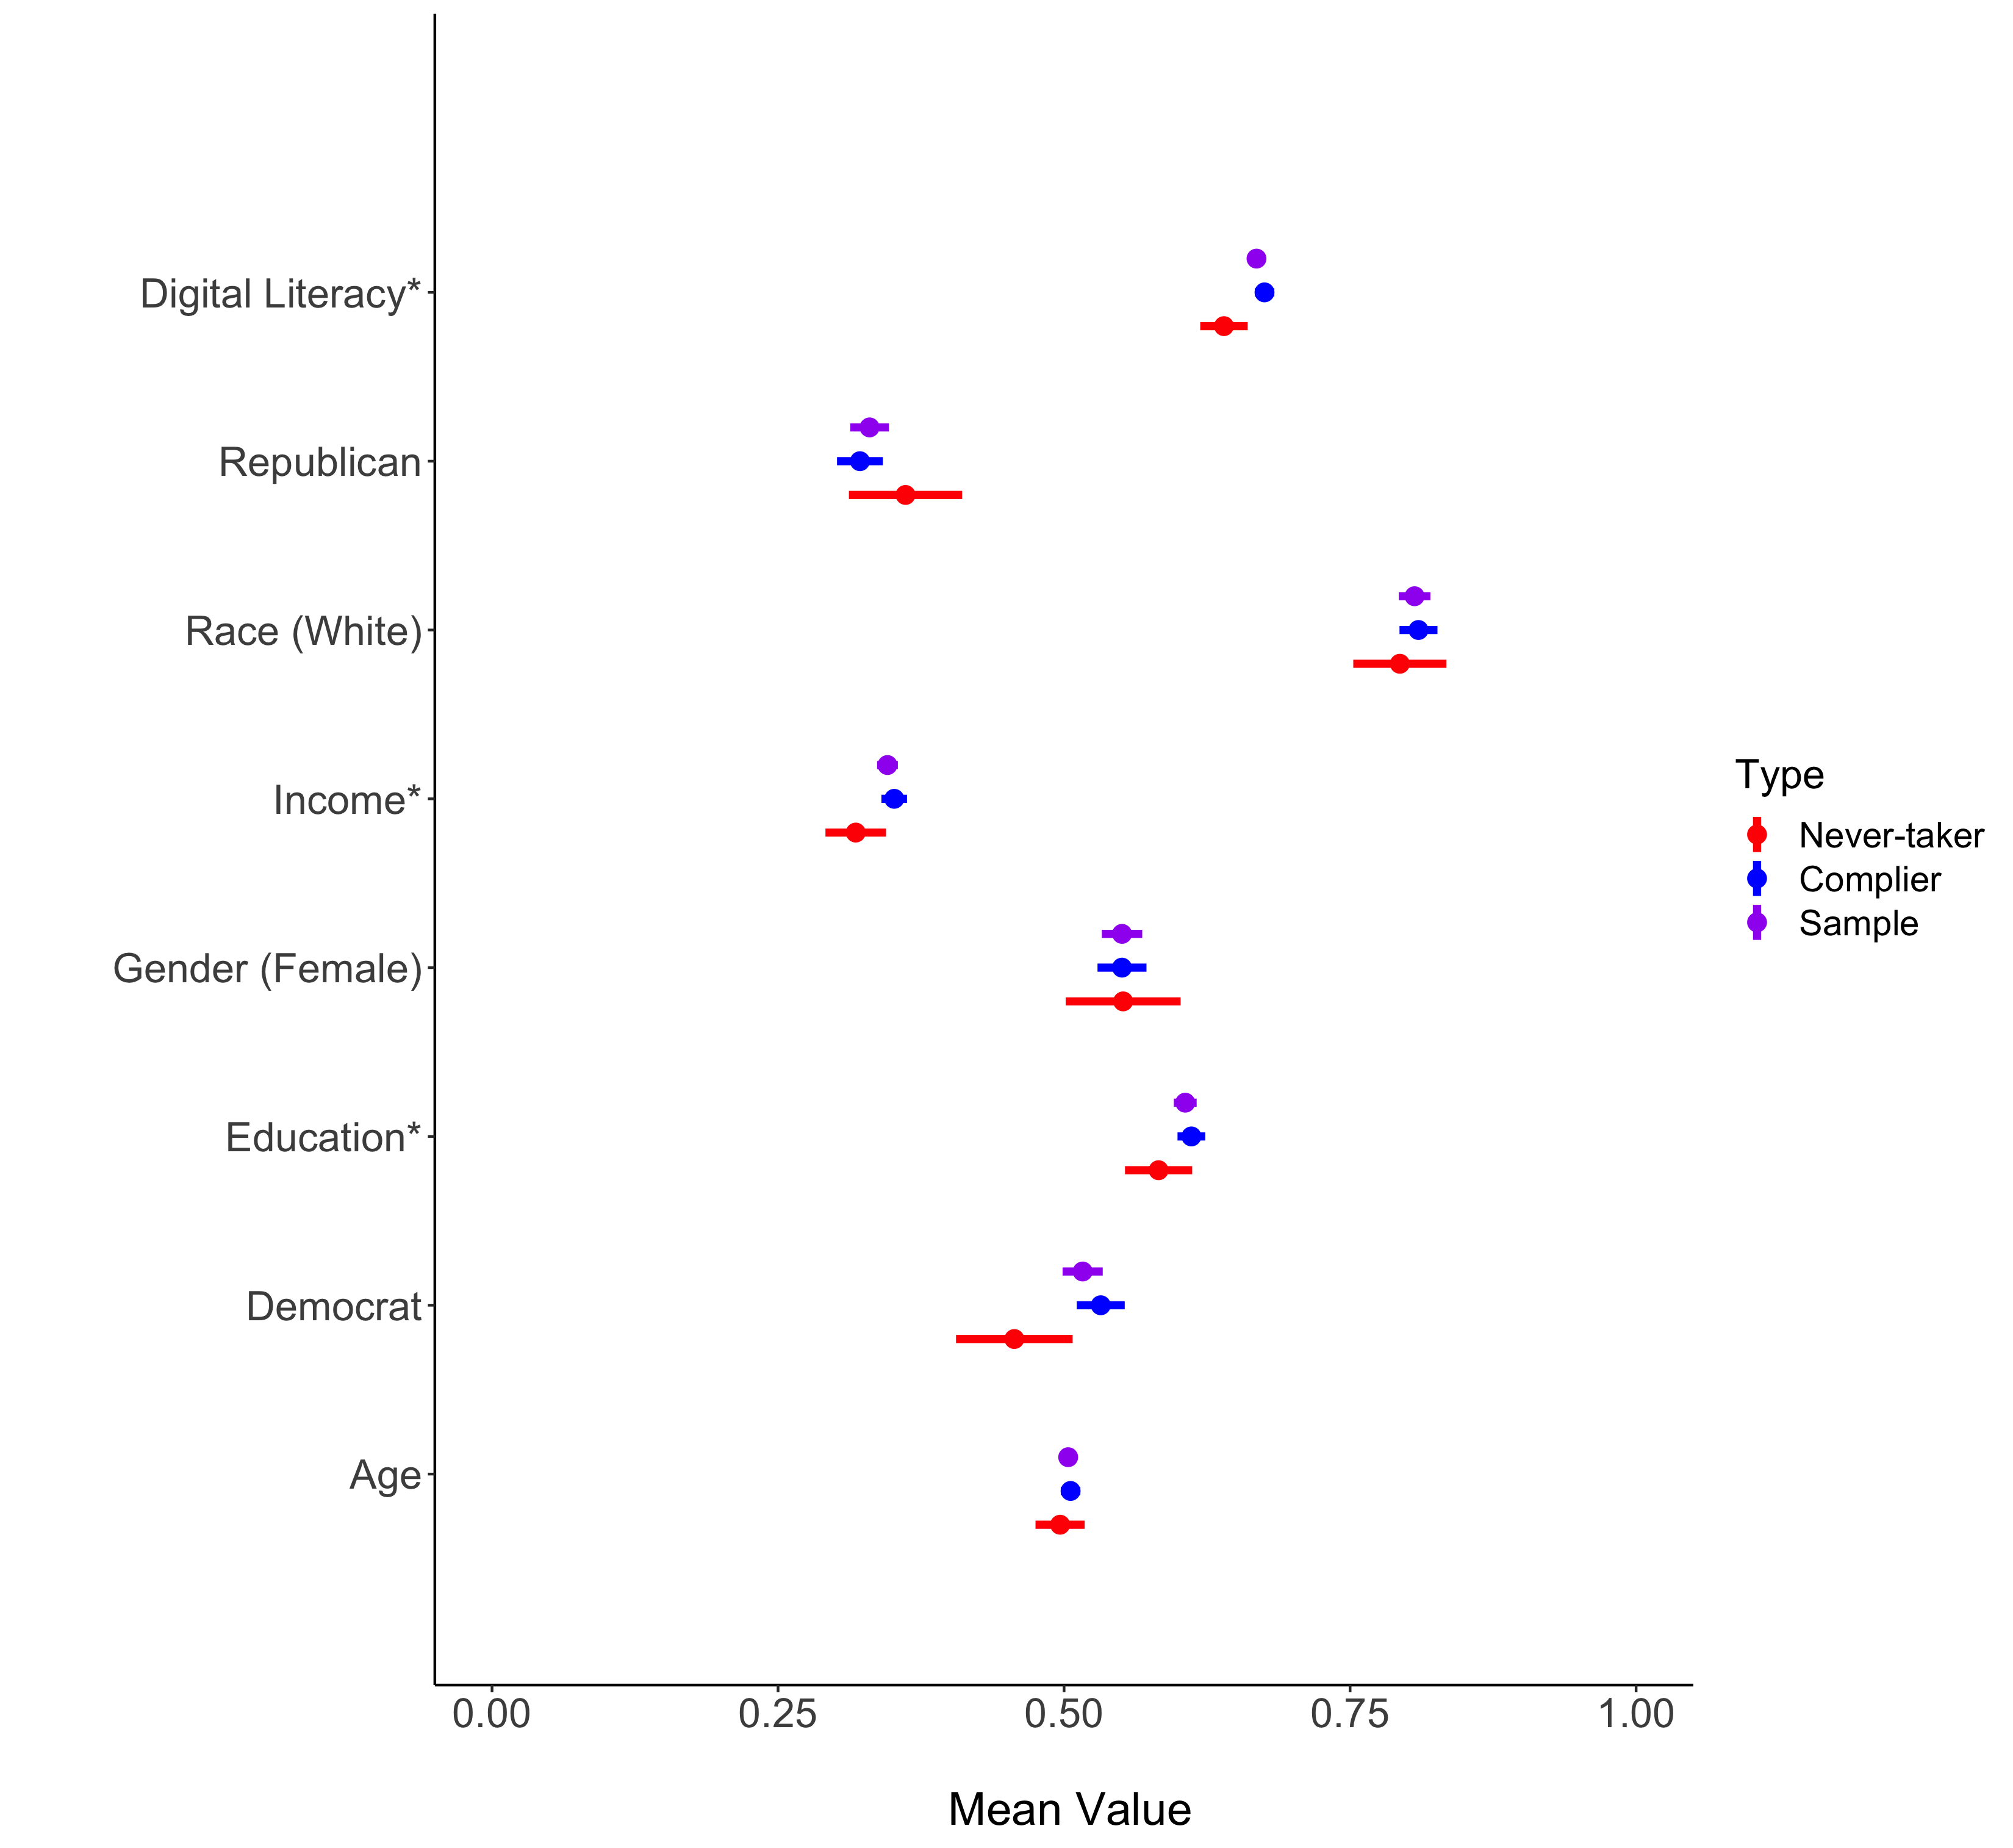 Digital Literacy*
Republican
Race (White)
Income*
Gender (Female)
Education*
Democrat
Age
0.00 0.25 0.50 0.75 1.00
Mean Value
Type
Never-taker
Complier
Sample